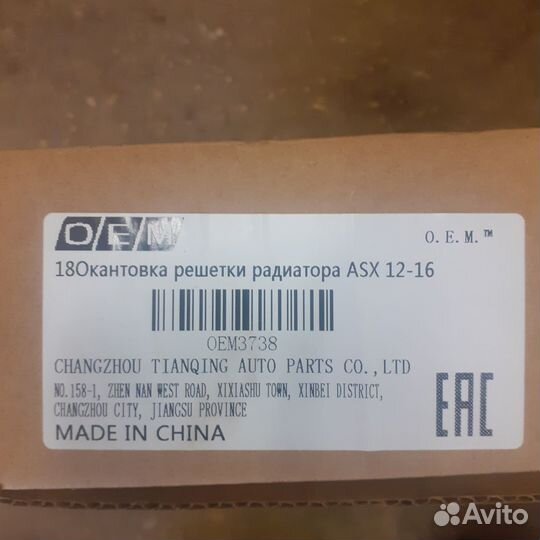 O/E/M
O. E. M.™
18Окантовка решетки радиатора ASX 12-16
OEM3738
CHANGZHOU TIANQING AUTO PARTS CO.,LTD
NO.158-1, ZHEN NAN WEST ROAD, XIXIASHU TOWN, XINBEI DISTRICT,
CHANGZHOU CITY, JIANGSU PROVINCE
MADE IN CHINA
EAC
Avito